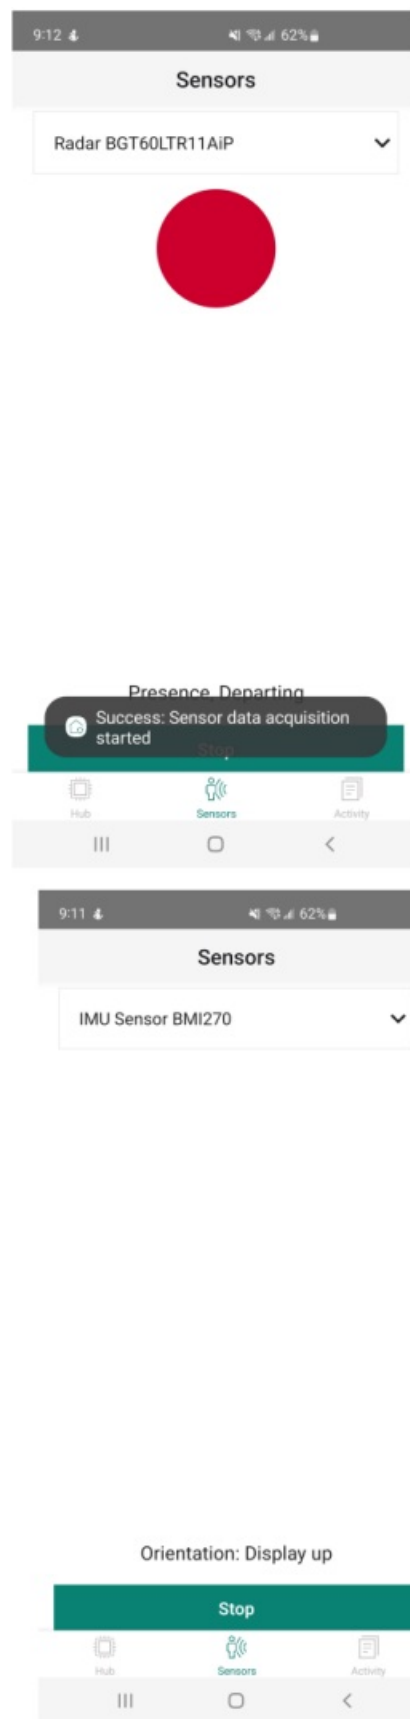 9:12 62%
Sensors
Radar BGT60LTR11AiP
Presence, Departing
Success: Sensor data acquisition
started
Stop
Hub Sensors Activity
9:11 62%
Sensors
IMU Sensor BMI270
Orientation: Display up
Stop
Hub Sensors Activity